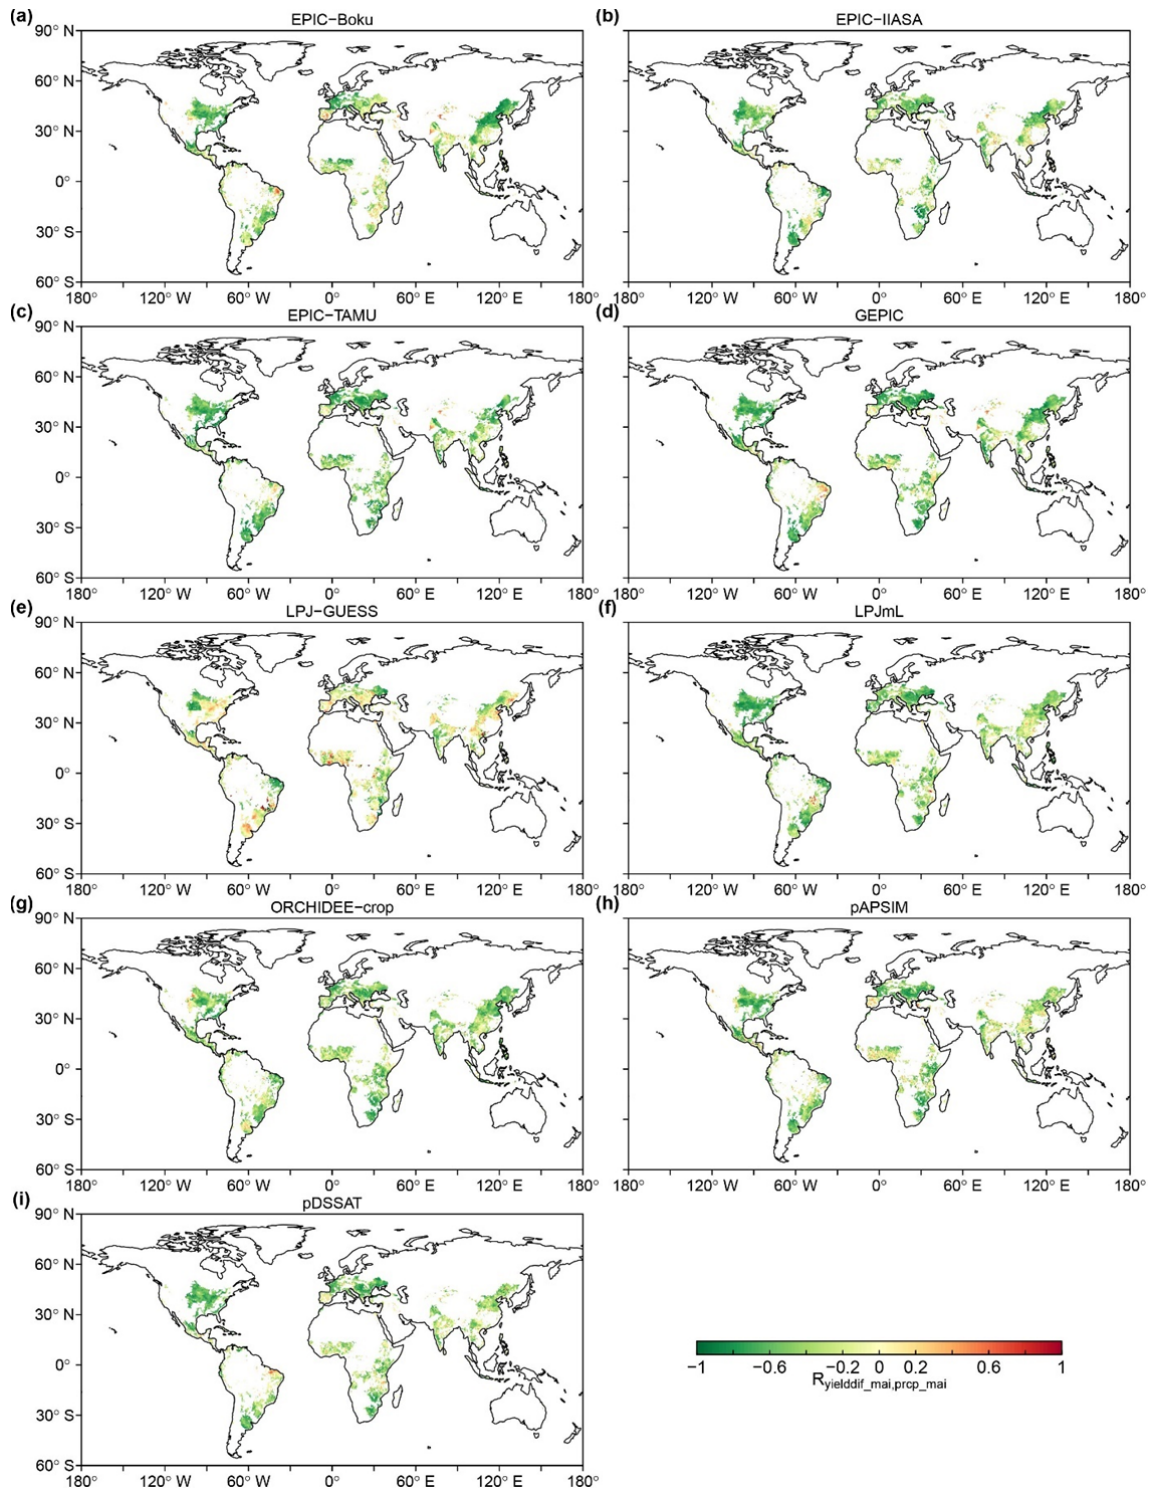 (a) EPIC−Boku (b) EPIC−IIASA
90° N
60° N
30° N
0°
30° S
60° S
180° 120° W 60° W 0° 60° E 120° E 180° 180° 120° W 60° W 0° 60° E 120° E 180°
(c) EPIC−TAMU (d) GEPIC
90° N
60° N
30° N
0°
30° S
60° S
180° 120° W 60° W 0° 60° E 120° E 180° 180° 120° W 60° W 0° 60° E 120° E 180°
(e) LPJ−GUESS (f) LPJmL
90° N
60° N
30° N
0°
30° S
60° S
180° 120° W 60° W 0° 60° E 120° E 180° 180° 120° W 60° W 0° 60° E 120° E 180°
(g) ORCHIDEE−crop (h) pAPSIM
90° N
60° N
30° N
0°
30° S
60° S
180° 120° W 60° W 0° 60° E 120° E 180° 180° 120° W 60° W 0° 60° E 120° E 180°
(i) pDSSAT
90° N
60° N
30° N
0°
30° S
60° S
180° 120° W 60° W 0° 60° E 120° E 180°
−1 −0.6 −0.2 0 0.2 0.6 1
Ryielddif_mai,prcp_mai